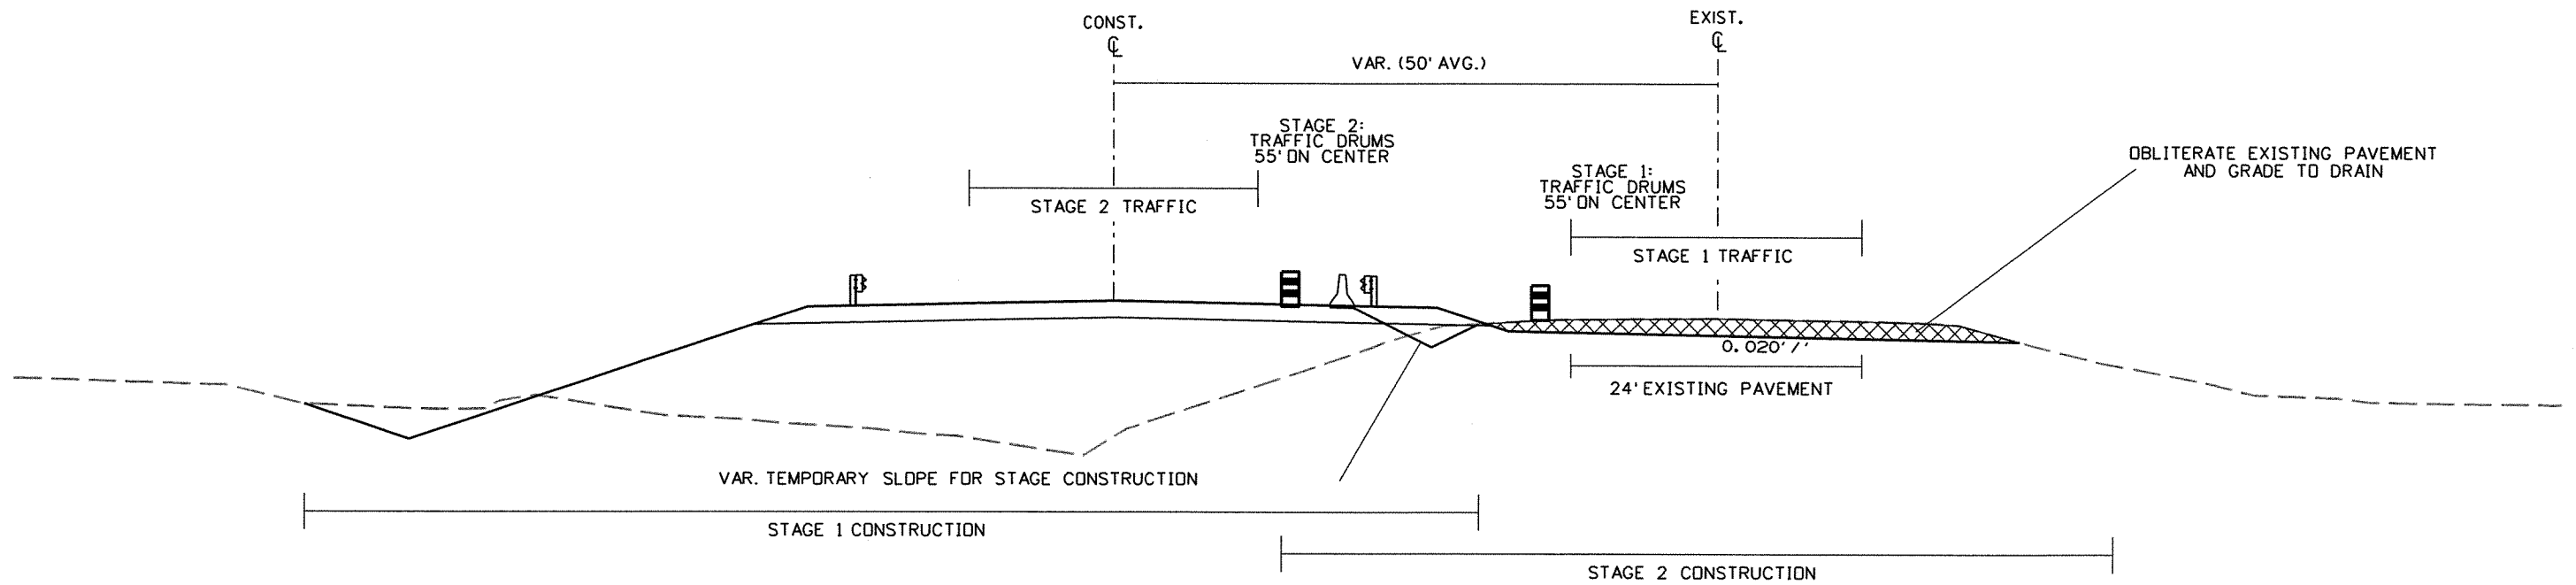 CONST.
℄
EXIST.
℄
VAR. (50' AVG.)
STAGE 2:
TRAFFIC DRUMS
55' ON CENTER
STAGE 2 TRAFFIC
STAGE 1:
TRAFFIC DRUMS
55' ON CENTER
STAGE 1 TRAFFIC
OBLITERATE EXISTING PAVEMENT
AND GRADE TO DRAIN
0.020'/'
24' EXISTING PAVEMENT
VAR. TEMPORARY SLOPE FOR STAGE CONSTRUCTION
STAGE 1 CONSTRUCTION
STAGE 2 CONSTRUCTION